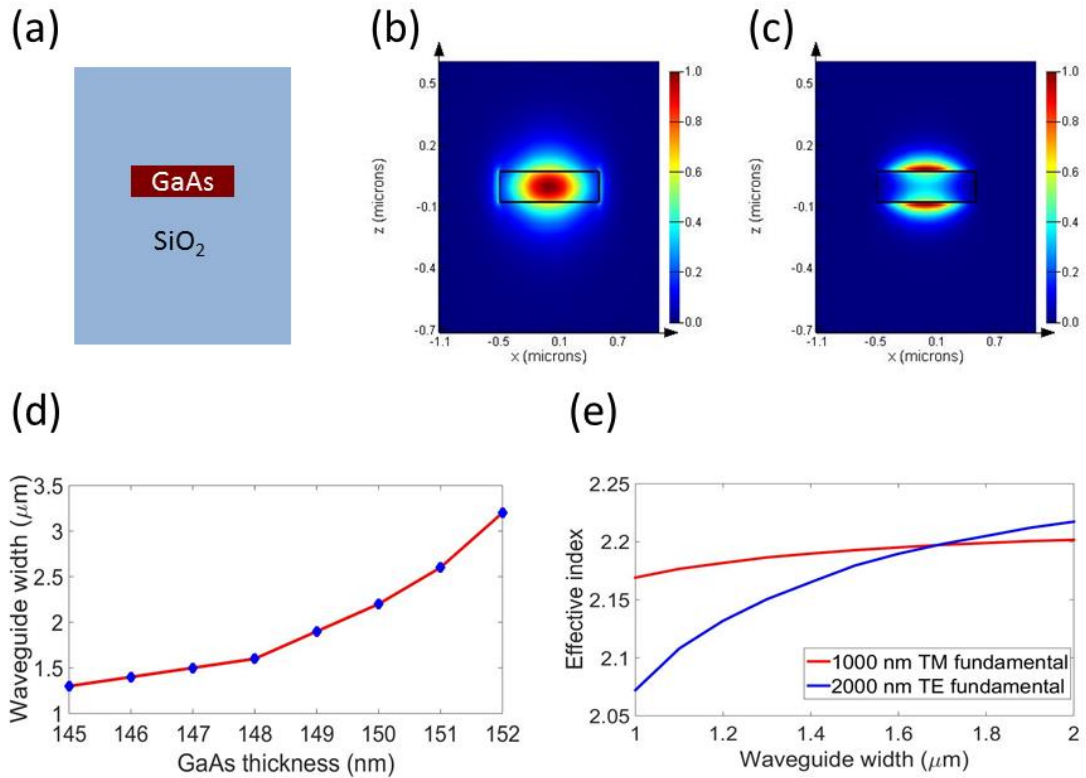 (a)
GaAs
SiO2
(b)
0.5
0.2
-0.1
-0.4
-0.7
z (microns)
-1.1
-0.5
0.1
0.7
x (microns)
1.0
0.8
0.6
0.4
0.2
0.0
(c)
0.5
0.2
-0.1
-0.4
-0.7
z (microns)
-1.1
-0.5
0.1
0.7
x (microns)
1.0
0.8
0.6
0.4
0.2
0.0
(d)
Waveguide width (μm)
3.5
3
2.5
2
1.5
1
145 146 147 148 149 150 151 152
GaAs thickness (nm)
(e)
Effective index
2.25
2.2
2.15
2.1
2.05
1000 nm TM fundamental
2000 nm TE fundamental
1 1.2 1.4 1.6 1.8 2
Waveguide width (μm)